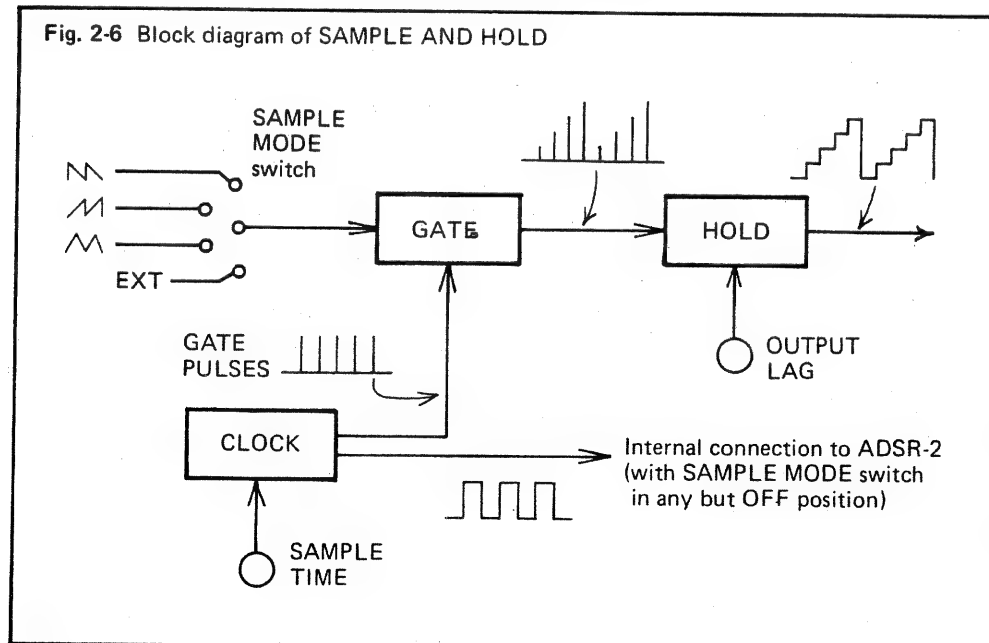 Fig. 2-6 Block diagram of SAMPLE AND HOLD
SAMPLE
MODE
switch
EXT
GATE
HOLD
GATE
PULSES
OUTPUT
LAG
CLOCK
Internal connection to ADSR-2
(with SAMPLE MODE switch
in any but OFF position)
SAMPLE
TIME